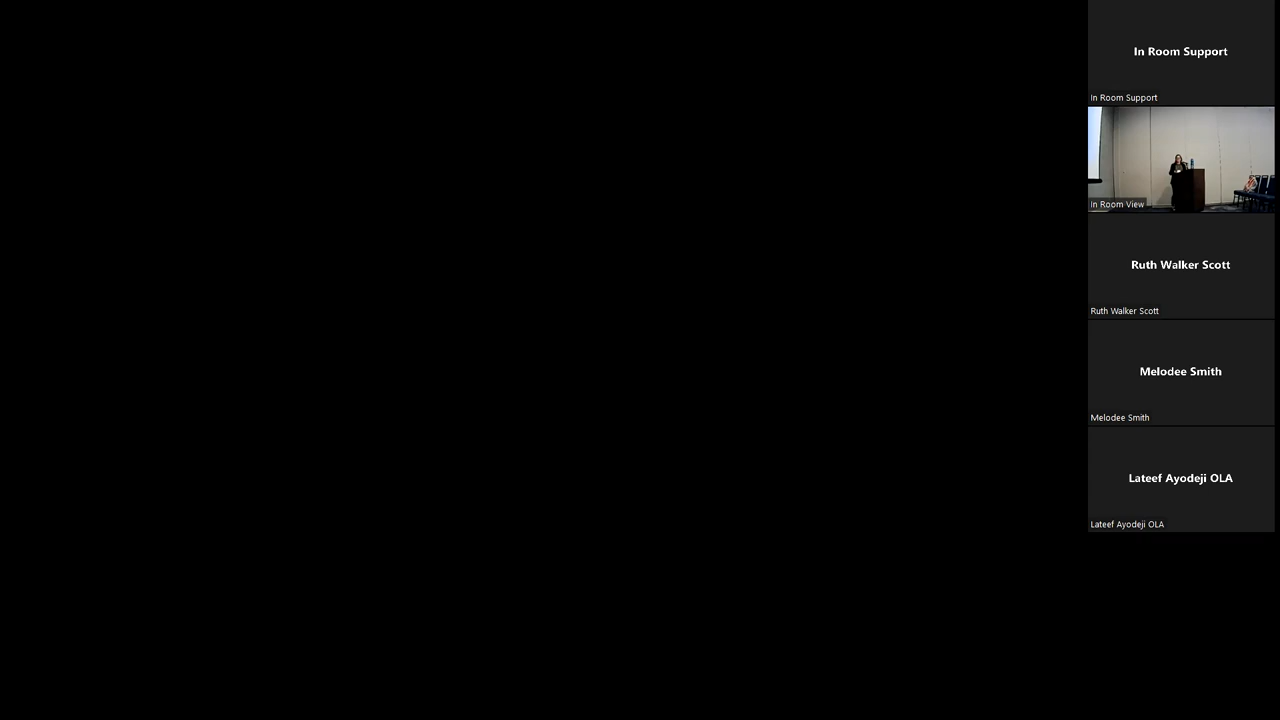 In Room Support
In Room Support
In Room View
Ruth Walker Scott
Ruth Walker Scott
Melodee Smith
Melodee Smith
Lateef Ayodeji OLA
Lateef Ayodeji OLA